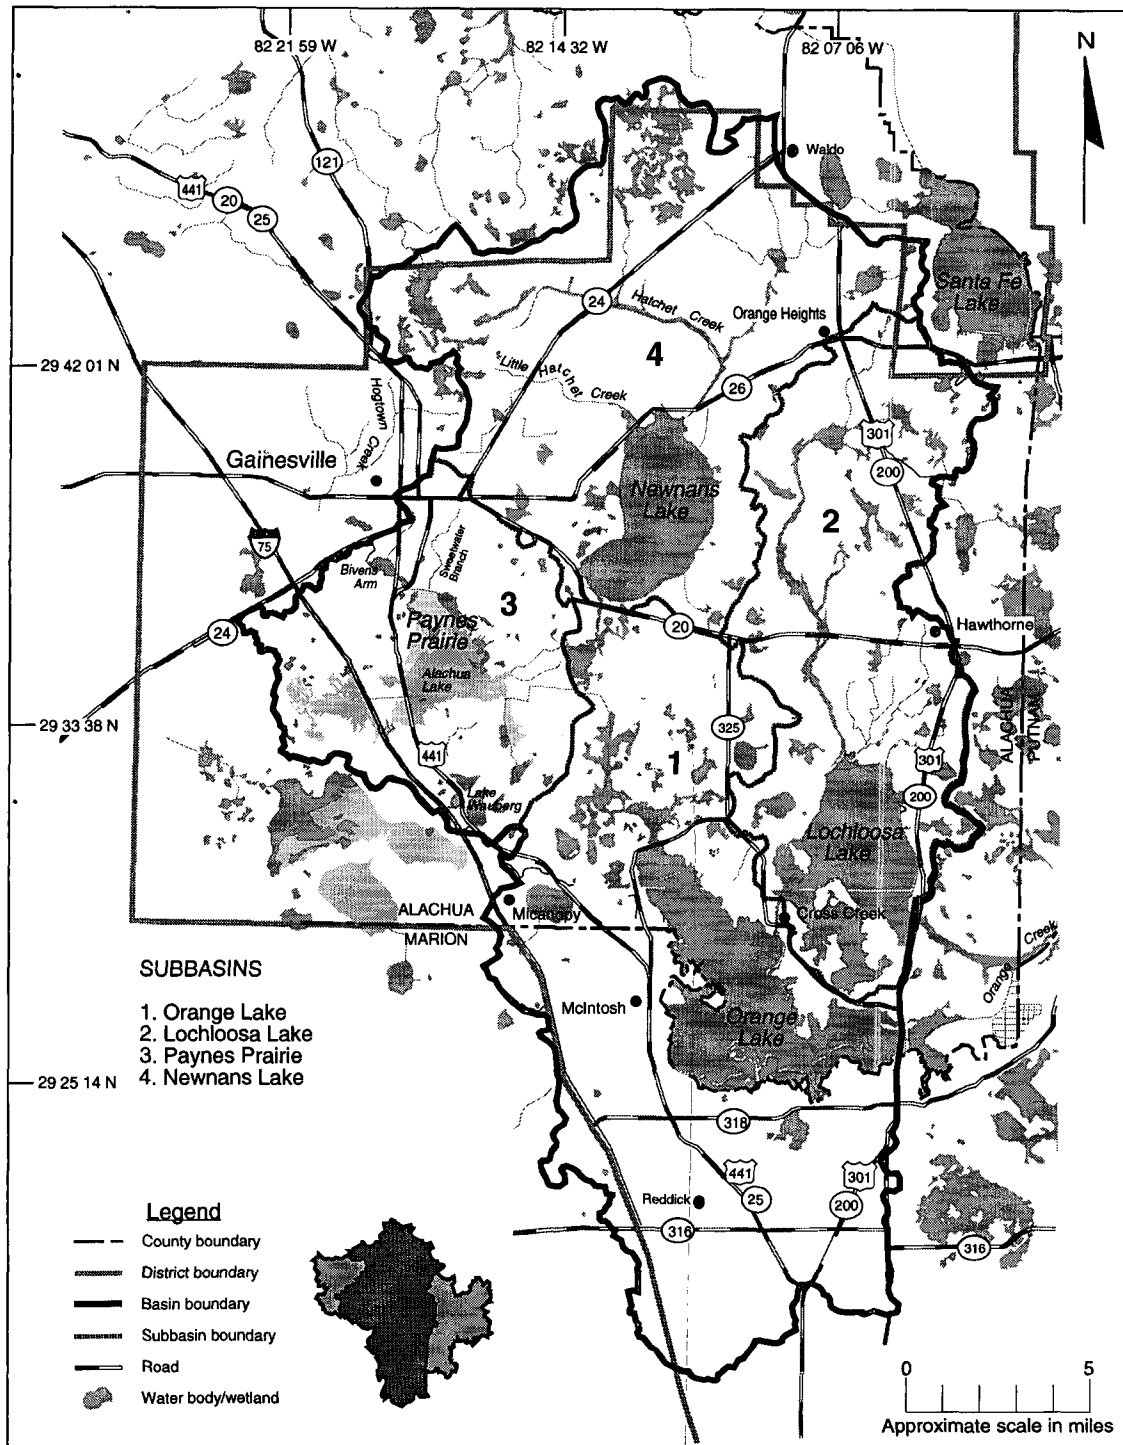 82 21 59 W
82 14 32 W
82 07 06 W
N
Waldo
121
441
20
25
Santa Fe
Lake
24
Hatchet Creek
Orange Heights
4
29 42 01 N
Little Hatchet Creek
26
Hogtown Creek
301
200
Gainesville
Newnans
Lake
2
75
Bivens
Arm
Sweetwater
Branch
3
Paynes
Prairie
24
20
Hawthorne
Alachua
Lake
29 33 38 N
325
ALACHUA
PUTNAM
441
1
301
200
Lake
Wauberg
Lochloosa
Lake
ALACHUA
Micanopy
Cross Creek
MARION
Orange Creek
SUBBASINS
1. Orange Lake
2. Lochloosa Lake
3. Paynes Prairie
4. Newnans Lake
McIntosh
Orange
Lake
29 25 14 N
318
441
301
25
200
Reddick
316
316
Legend
County boundary
District boundary
Basin boundary
Subbasin boundary
Road
Water body/wetland
0 5
Approximate scale in miles